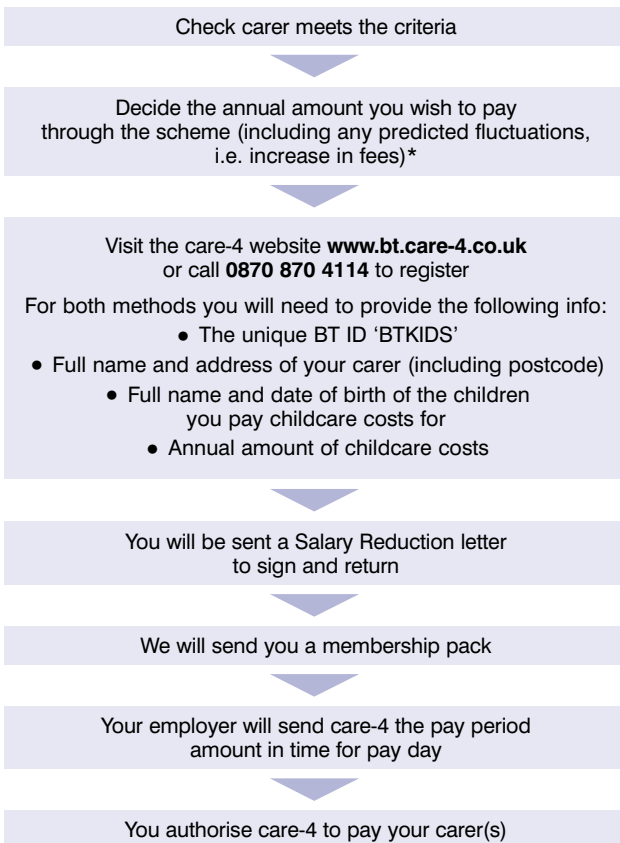 Check carer meets the criteria
Decide the annual amount you wish to pay
through the scheme (including any predicted fluctuations,
i.e. increase in fees)*
Visit the care-4 website www.bt.care-4.co.uk
or call 0870 870 4114 to register
For both methods you will need to provide the following info:
• The unique BT ID 'BTKIDS'
• Full name and address of your carer (including postcode)
• Full name and date of birth of the children
you pay childcare costs for
• Annual amount of childcare costs
You will be sent a Salary Reduction letter
to sign and return
We will send you a membership pack
Your employer will send care-4 the pay period
amount in time for pay day
You authorise care-4 to pay your carer(s)